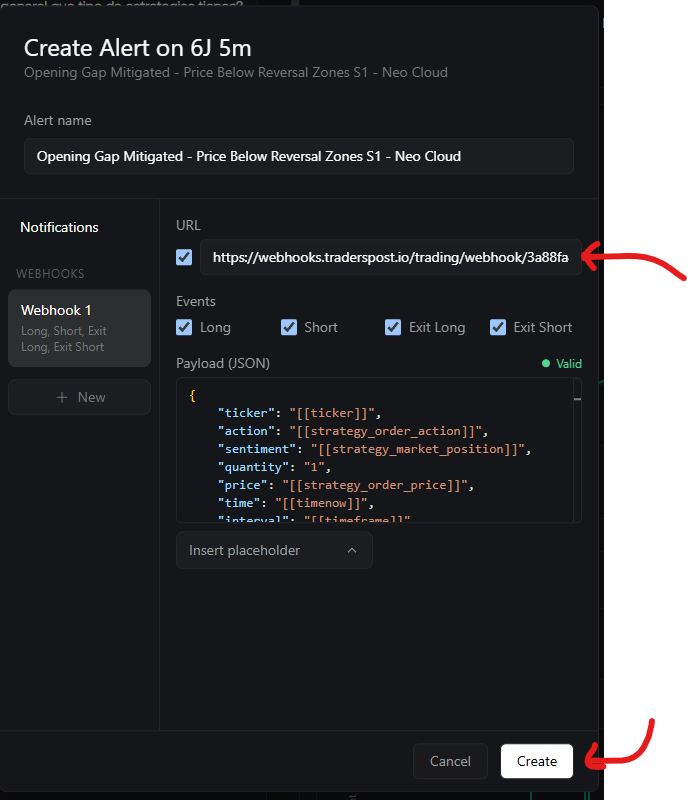 general que tipo de estrategias tienes?
Create Alert on 6J 5m
Opening Gap Mitigated - Price Below Reversal Zones S1 - Neo Cloud
Alert name
Opening Gap Mitigated - Price Below Reversal Zones S1 - Neo Cloud
Notifications
WEBHOOKS
Webhook 1
Long, Short, Exit
Long, Exit Short
+ New
URL
https://webhooks.traderspost.io/trading/webhook/3a88fa
Events
Long Short Exit Long Exit Short
Payload (JSON)
Valid
{
"ticker": "[[ticker]]",
"action": "[[strategy_order_action]]",
"sentiment": "[[strategy_market_position]]",
"quantity": "1",
"price": "[[strategy_order_price]]",
"time": "[[timenow]]",
"interval": "[[timeframe]]"
Insert placeholder
Cancel
Create